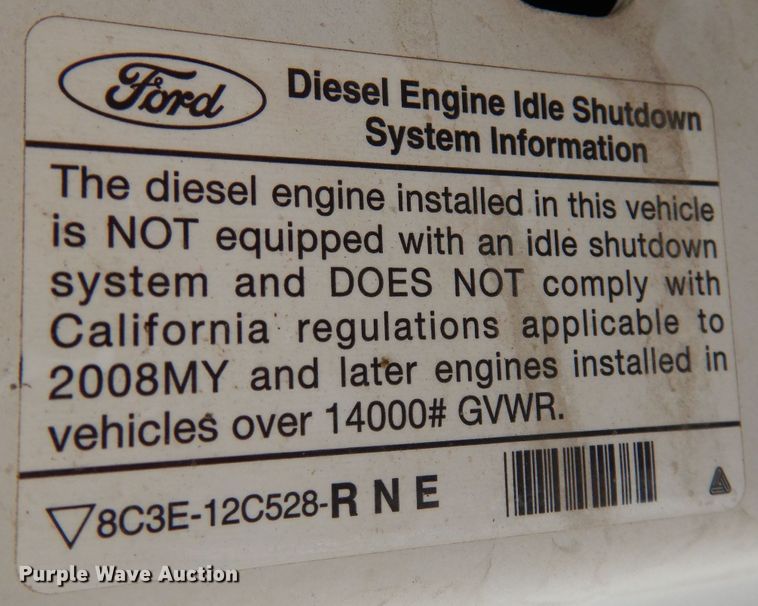 Ford
Diesel Engine Idle Shutdown
System Information
The diesel engine installed in this vehicle
is NOT equipped with an idle shutdown
system and DOES NOT comply with
California regulations applicable to
2008MY and later engines installed in
vehicles over 14000# GVWR.
8C3E-12C528-R N E
Purple Wave Auction